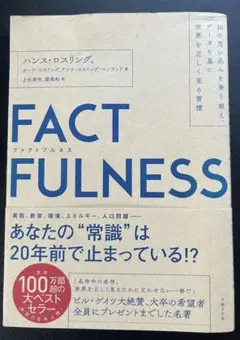 ハンス・ロスリング、
オーラ・ロスリング、アンナ・ロスリング・ロンランド 著
上杉周作、関美和 訳
10の思い込みを乗り越え、
データを基に
世界を正しく見る習慣
FACT
ファクトフルネス
FULNESS
貧困、教育、環境、エネルギー、人口問題
あなたの“常識”は
20年前で止まっている!?
100万部
超の
大ベスト
セラー
ビル・ゲイツ大絶賛、大卒の希望者
全員にプレゼントまでした名著